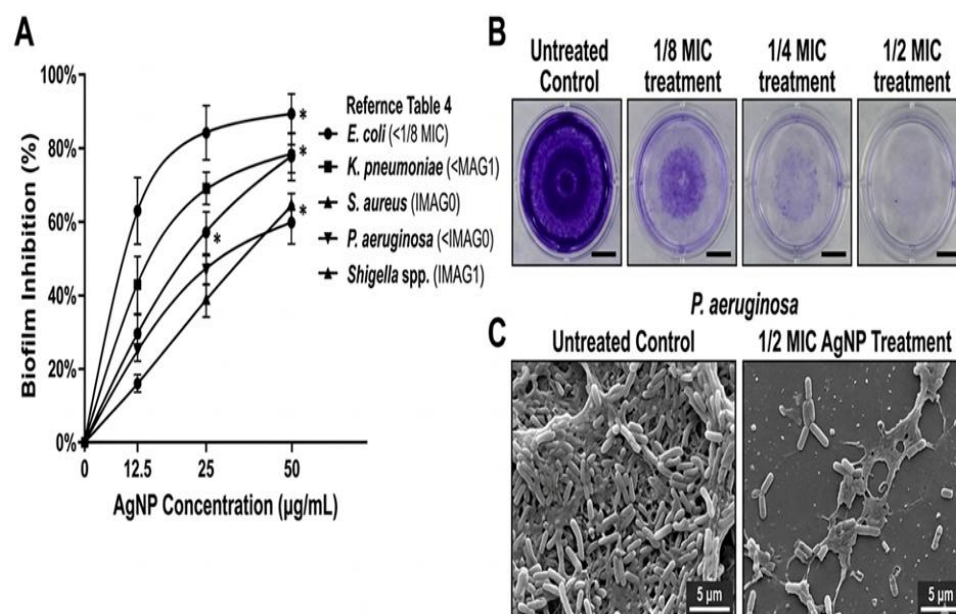 A
100%
80%
60%
40%
20%
0%
Biofilm Inhibition (%)
0
12.5
25
50
AgNP Concentration (µg/mL)
*
*
*
*
Refernce Table 4
E. coli (<1/8 MIC)
K. pneumoniae (<MAG1)
S. aureus (IMAG0)
P. aeruginosa (<IMAG0)
Shigella spp. (IMAG1)
B
Untreated
Control
1/8 MIC
treatment
1/4 MIC
treatment
1/2 MIC
treatment
P. aeruginosa
C
Untreated Control
1/2 MIC AgNP Treatment
5 µm
5 µm